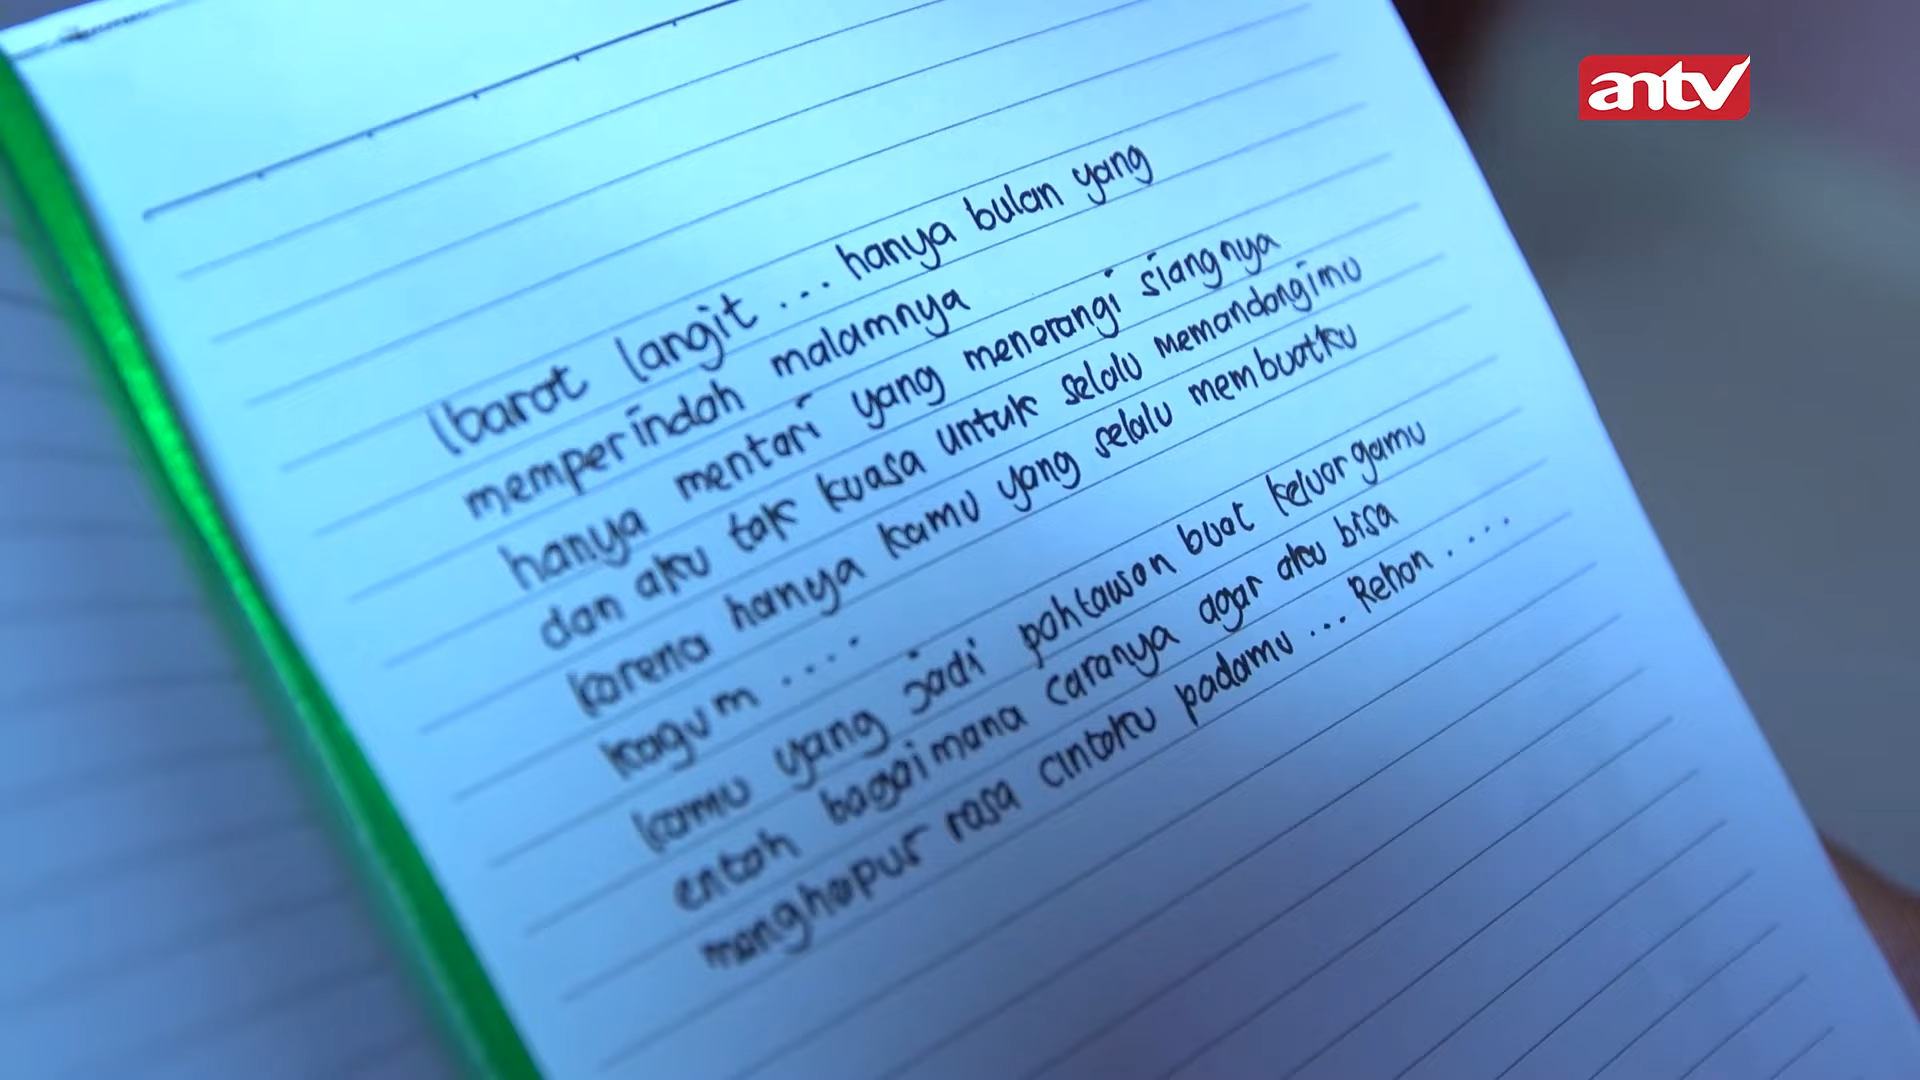 antv
Ibarat langit ... hanya bulan yang
memperindah malamnya
hanya mentari yang menerangi siangnya
dan aku tak kuasa untuk selalu memandangimu
karena hanya kamu yang selalu membuatku
kagum ....
kamu yang jadi pahlawan buat keluargamu
entah bagaimana caranya agar aku bisa
menghapus rasa cintaku padamu ... Rehan ....